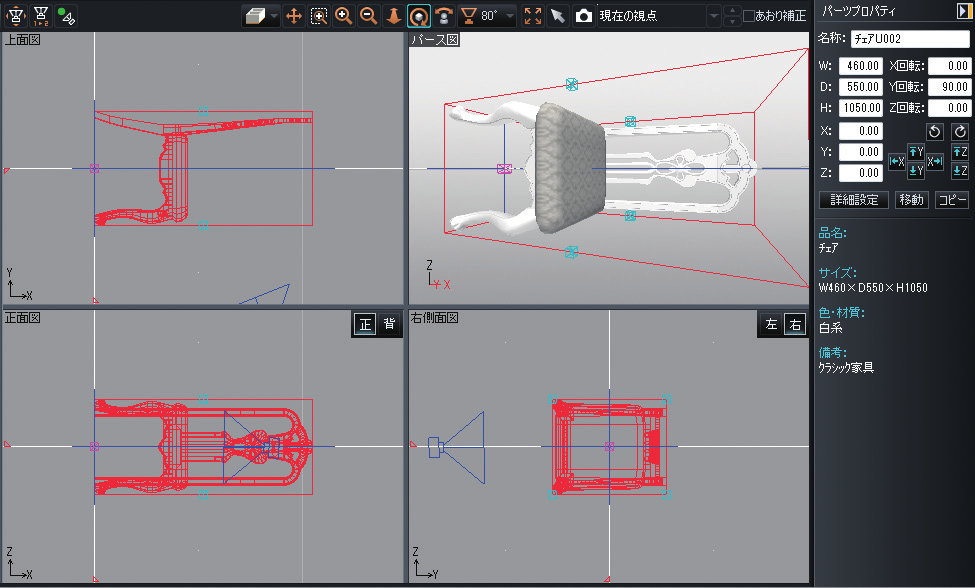 1-2
80°
現在の視点
あおり補正
上面図
Y
X
パース図
Z
Y X
正面図
正 背
Z
X
右側面図
左 右
Z
Y
パーツプロパティ
名称: チェアU002
W: 460.00 X回転: 0.00
D: 550.00 Y回転: 90.00
H: 1050.00 Z回転: 0.00
X: 0.00
Y: 0.00
Z: 0.00
Y Z
X X
Y Z
詳細設定 移動 コピー
品名:
チェア
サイズ:
W460×D550×H1050
色・材質:
白系
備考:
クラシック家具